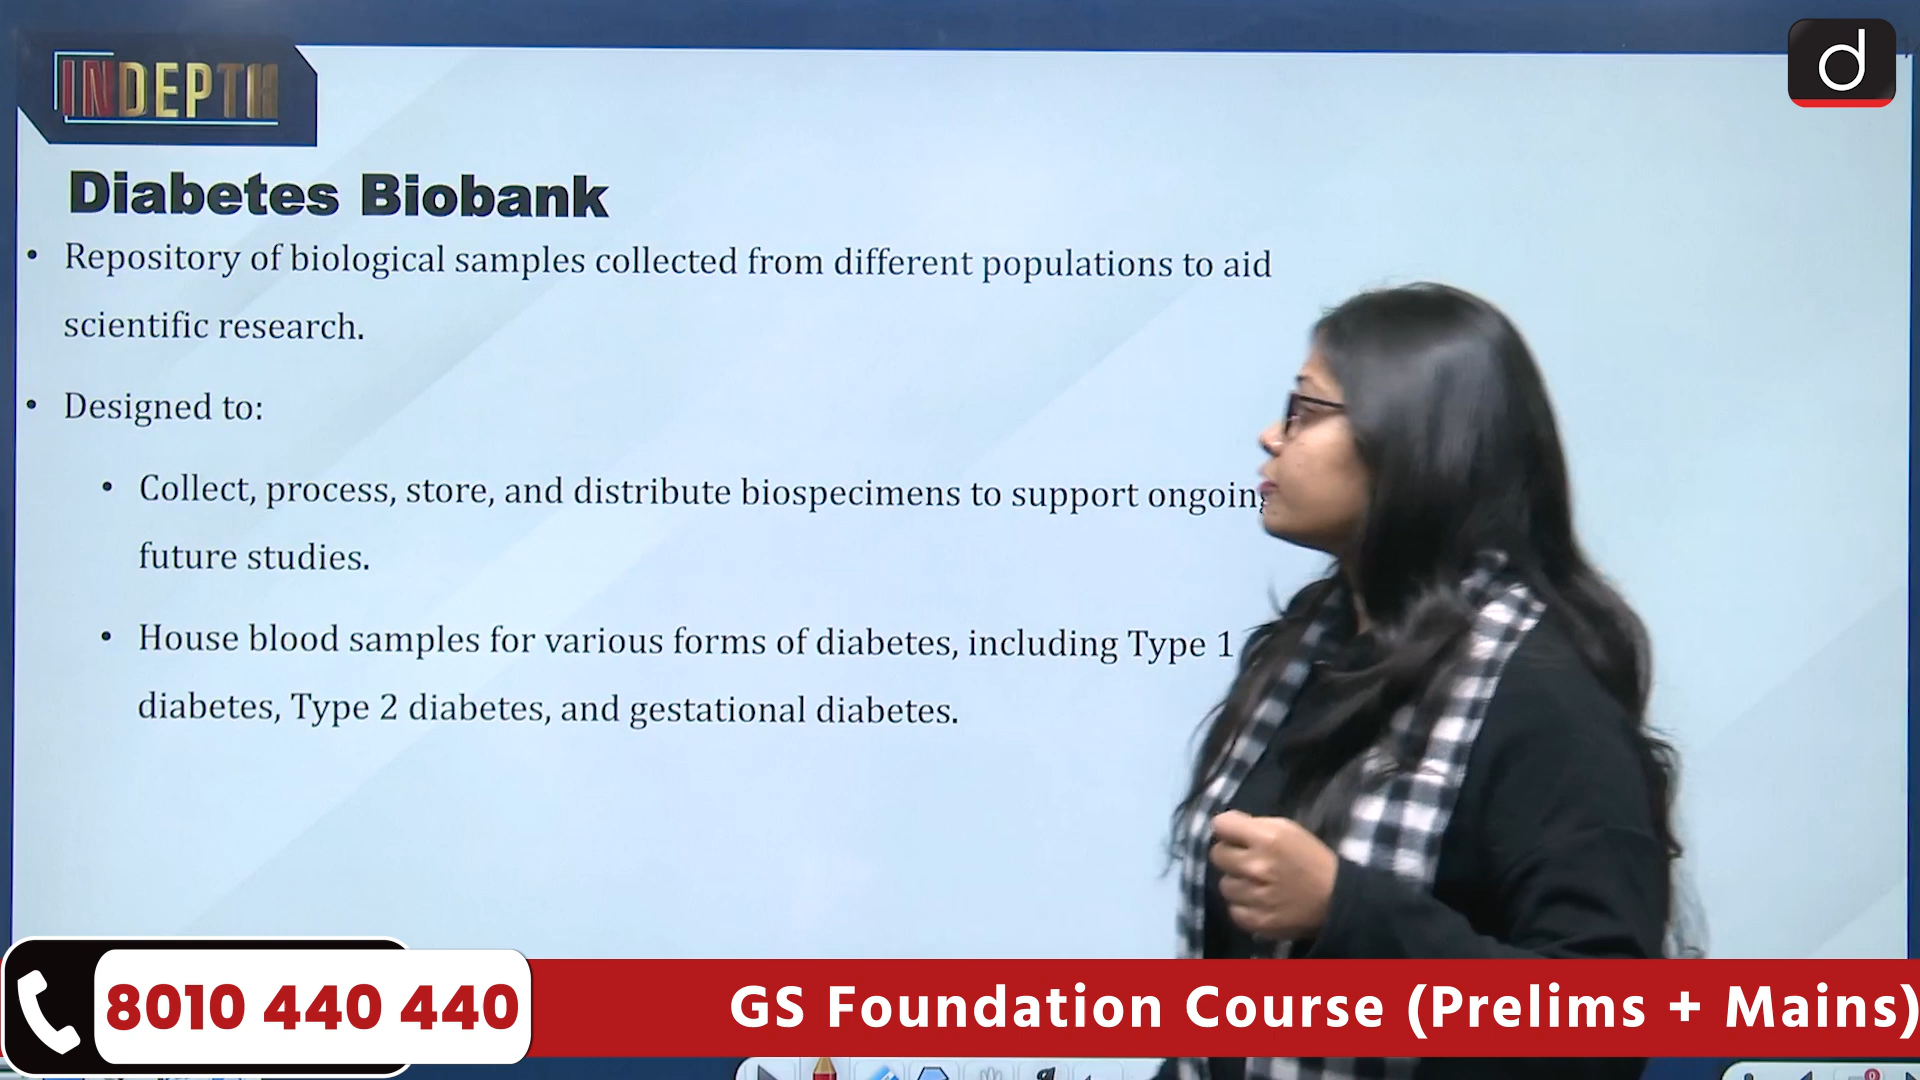 INDEPTH
d
Diabetes Biobank
• Repository of biological samples collected from different populations to aid
scientific research.
• Designed to:
• Collect, process, store, and distribute biospecimens to support ongoing
future studies.
• House blood samples for various forms of diabetes, including Type 1
diabetes, Type 2 diabetes, and gestational diabetes.
8010 440 440
GS Foundation Course (Prelims + Mains)